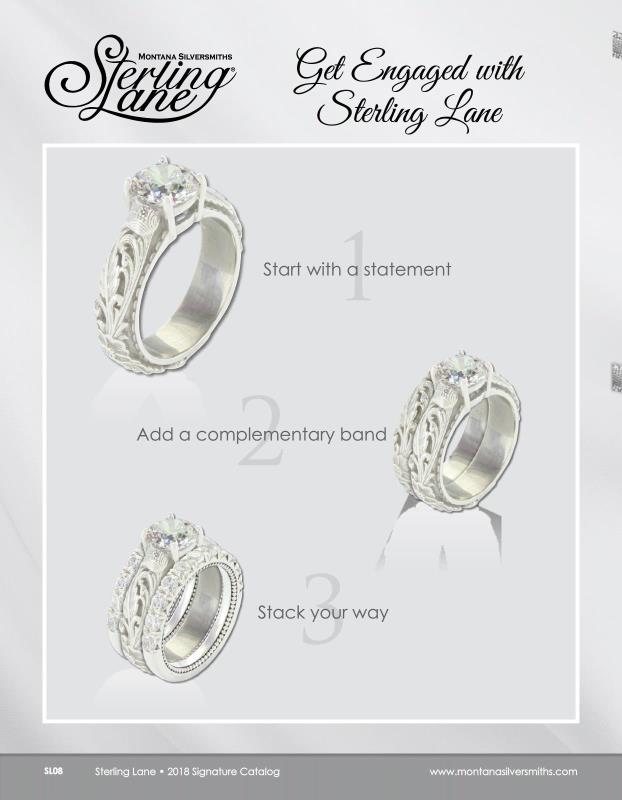 MONTANA SILVERSMITHS
Sterling
Lane®
Get Engaged with
Sterling Lane
1
Start with a statement
2
Add a complementary band
3
Stack your way
SL08 Sterling Lane • 2018 Signature Catalog www.montanasilversmiths.com